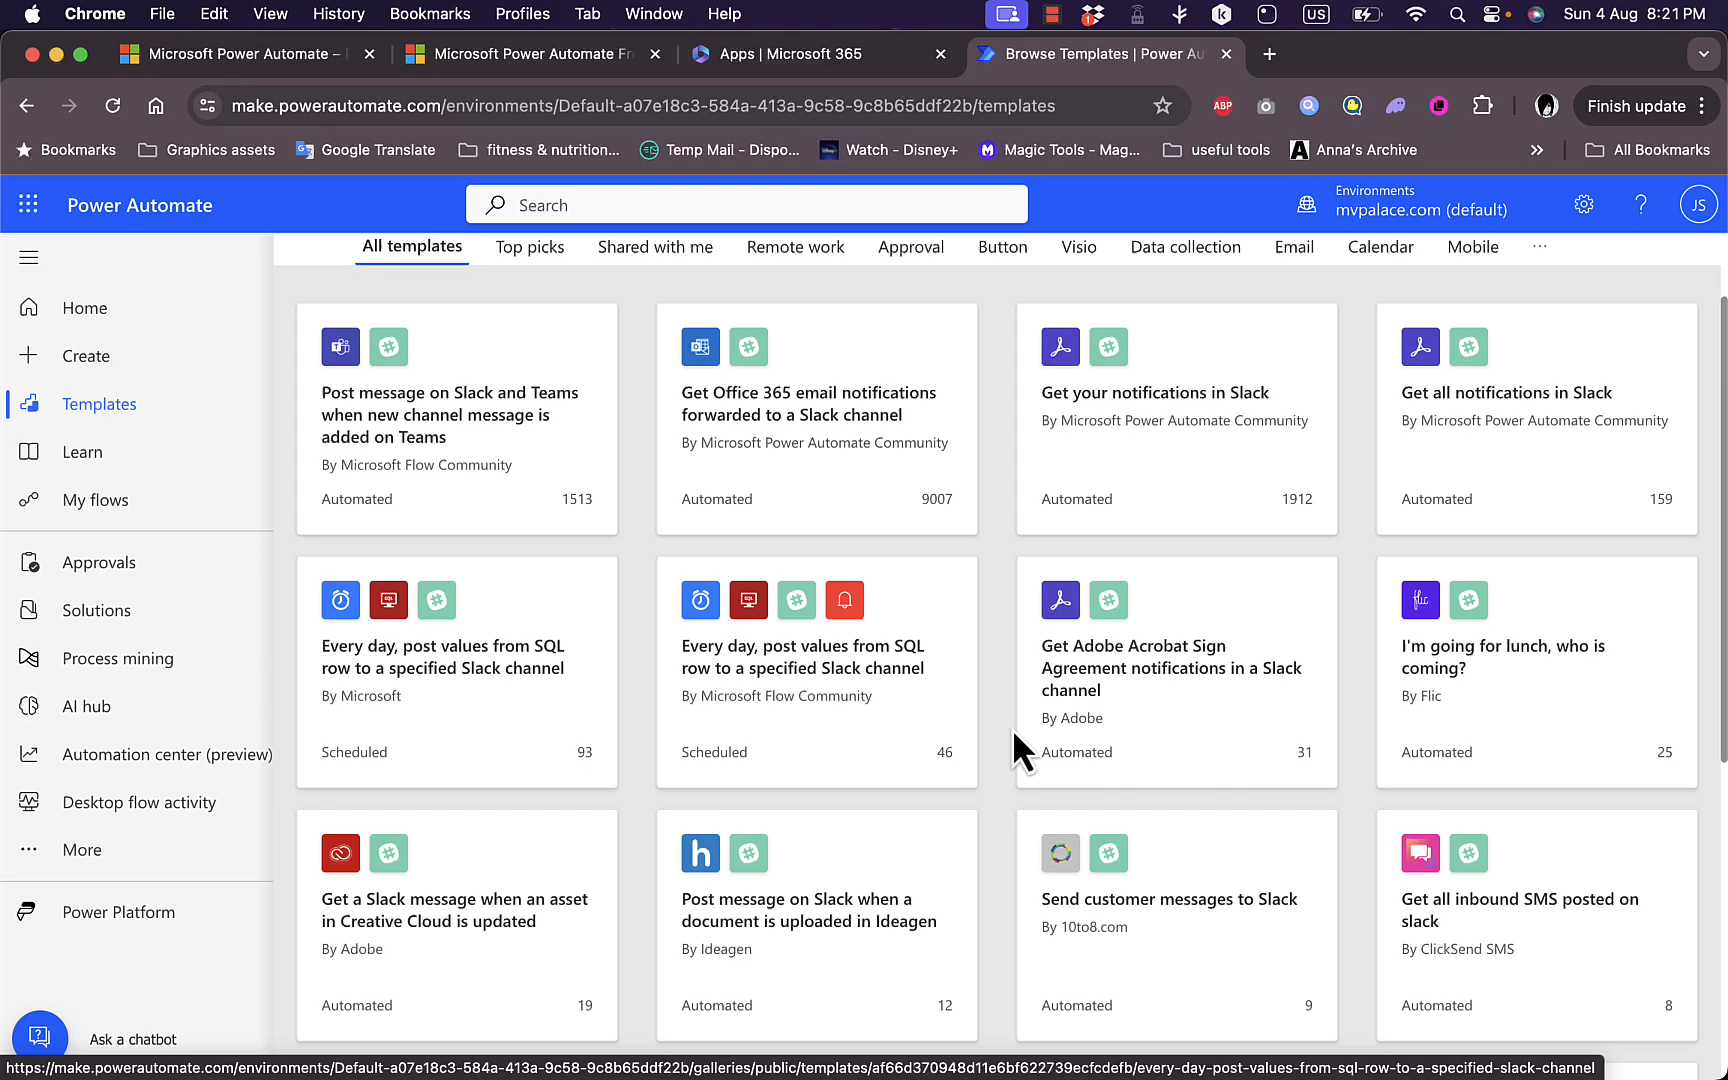 Chrome File Edit View History Bookmarks Profiles Tab Window Help
1 US Sun 4 Aug 8:21 PM
Microsoft Power Automate –
Microsoft Power Automate Fr
Apps | Microsoft 365
Browse Templates | Power Au
make.powerautomate.com/environments/Default-a07e18c3-584a-413a-9c58-9c8b65ddf22b/templates
ABP
Finish update
Bookmarks Graphics assets Google Translate fitness & nutrition... Temp Mail - Dispo... Watch - Disney+ Magic Tools - Mag... useful tools Anna's Archive » All Bookmarks
Power Automate
Search
Environments
mvpalace.com (default)
? JS
All templates Top picks Shared with me Remote work Approval Button Visio Data collection Email Calendar Mobile ...
Home
Create
Templates
Learn
My flows
Approvals
Solutions
Process mining
AI hub
Automation center (preview)
Desktop flow activity
More
Power Platform
Ask a chatbot
Post message on Slack and Teams
when new channel message is
added on Teams
By Microsoft Flow Community
Automated 1513
Get Office 365 email notifications
forwarded to a Slack channel
By Microsoft Power Automate Community
Automated 9007
Get your notifications in Slack
By Microsoft Power Automate Community
Automated 1912
Get all notifications in Slack
By Microsoft Power Automate Community
Automated 159
SQL
Every day, post values from SQL
row to a specified Slack channel
By Microsoft
Scheduled 93
SQL
Every day, post values from SQL
row to a specified Slack channel
By Microsoft Flow Community
Scheduled 46
Get Adobe Acrobat Sign
Agreement notifications in a Slack
channel
By Adobe
Automated 31
flic
I'm going for lunch, who is
coming?
By Flic
Automated 25
Get a Slack message when an asset
in Creative Cloud is updated
By Adobe
Automated 19
h
Post message on Slack when a
document is uploaded in Ideagen
By Ideagen
Automated 12
Send customer messages to Slack
By 10to8.com
Automated 9
Get all inbound SMS posted on
slack
By ClickSend SMS
Automated 8
https://make.powerautomate.com/environments/Default-a07e18c3-584a-413a-9c58-9c8b65ddf22b/galleries/public/templates/af66d370948d11e6bf622739ecfcdefb/every-day-post-values-from-sql-row-to-a-specified-slack-channel